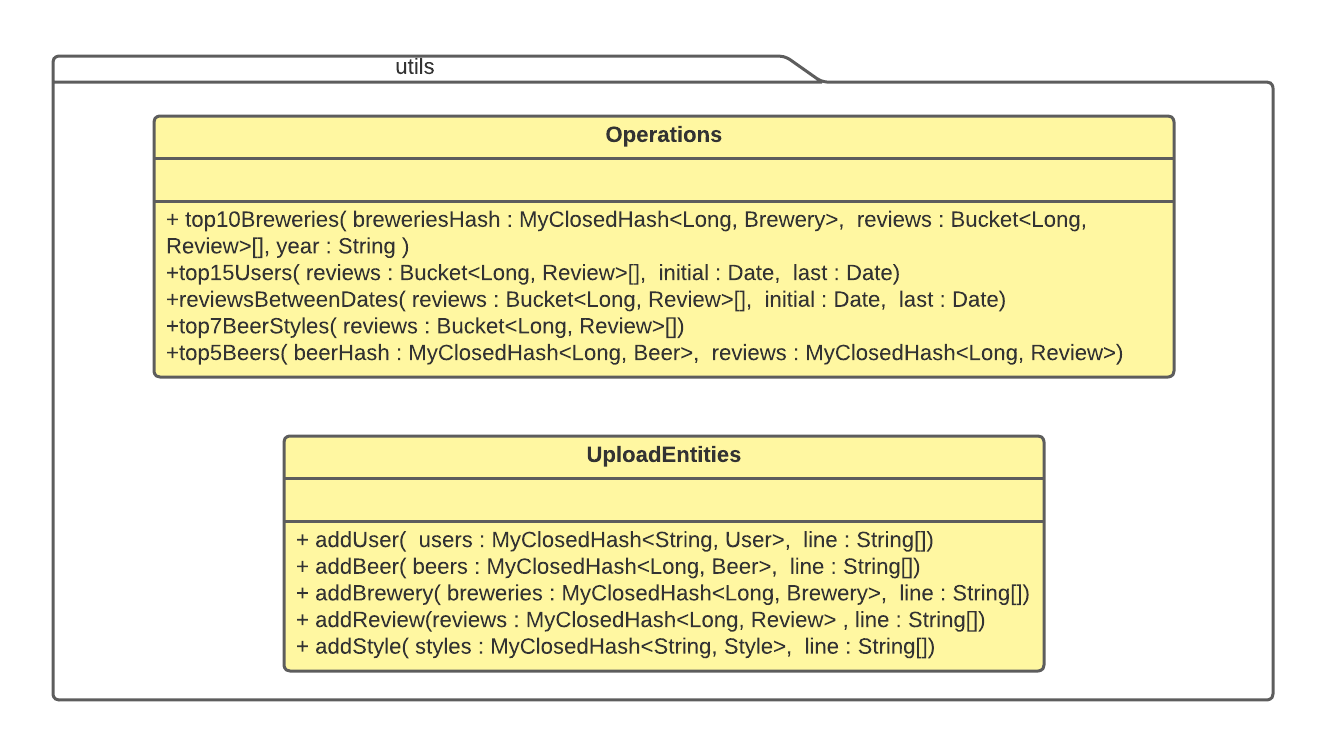 utils
Operations
+ top10Breweries( breweriesHash : MyClosedHash<Long, Brewery>,  reviews : Bucket<Long,
Review>[], year : String )
+top15Users( reviews : Bucket<Long, Review>[],  initial : Date,  last : Date)
+reviewsBetweenDates( reviews : Bucket<Long, Review>[],  initial : Date,  last : Date)
+top7BeerStyles( reviews : Bucket<Long, Review>[])
+top5Beers( beerHash : MyClosedHash<Long, Beer>,  reviews : MyClosedHash<Long, Review>)
UploadEntities
+ addUser(  users : MyClosedHash<String, User>,  line : String[])
+ addBeer( beers : MyClosedHash<Long, Beer>,  line : String[])
+ addBrewery( breweries : MyClosedHash<Long, Brewery>,  line : String[])
+ addReview(reviews : MyClosedHash<Long, Review> , line : String[])
+ addStyle( styles : MyClosedHash<String, Style>,  line : String[])